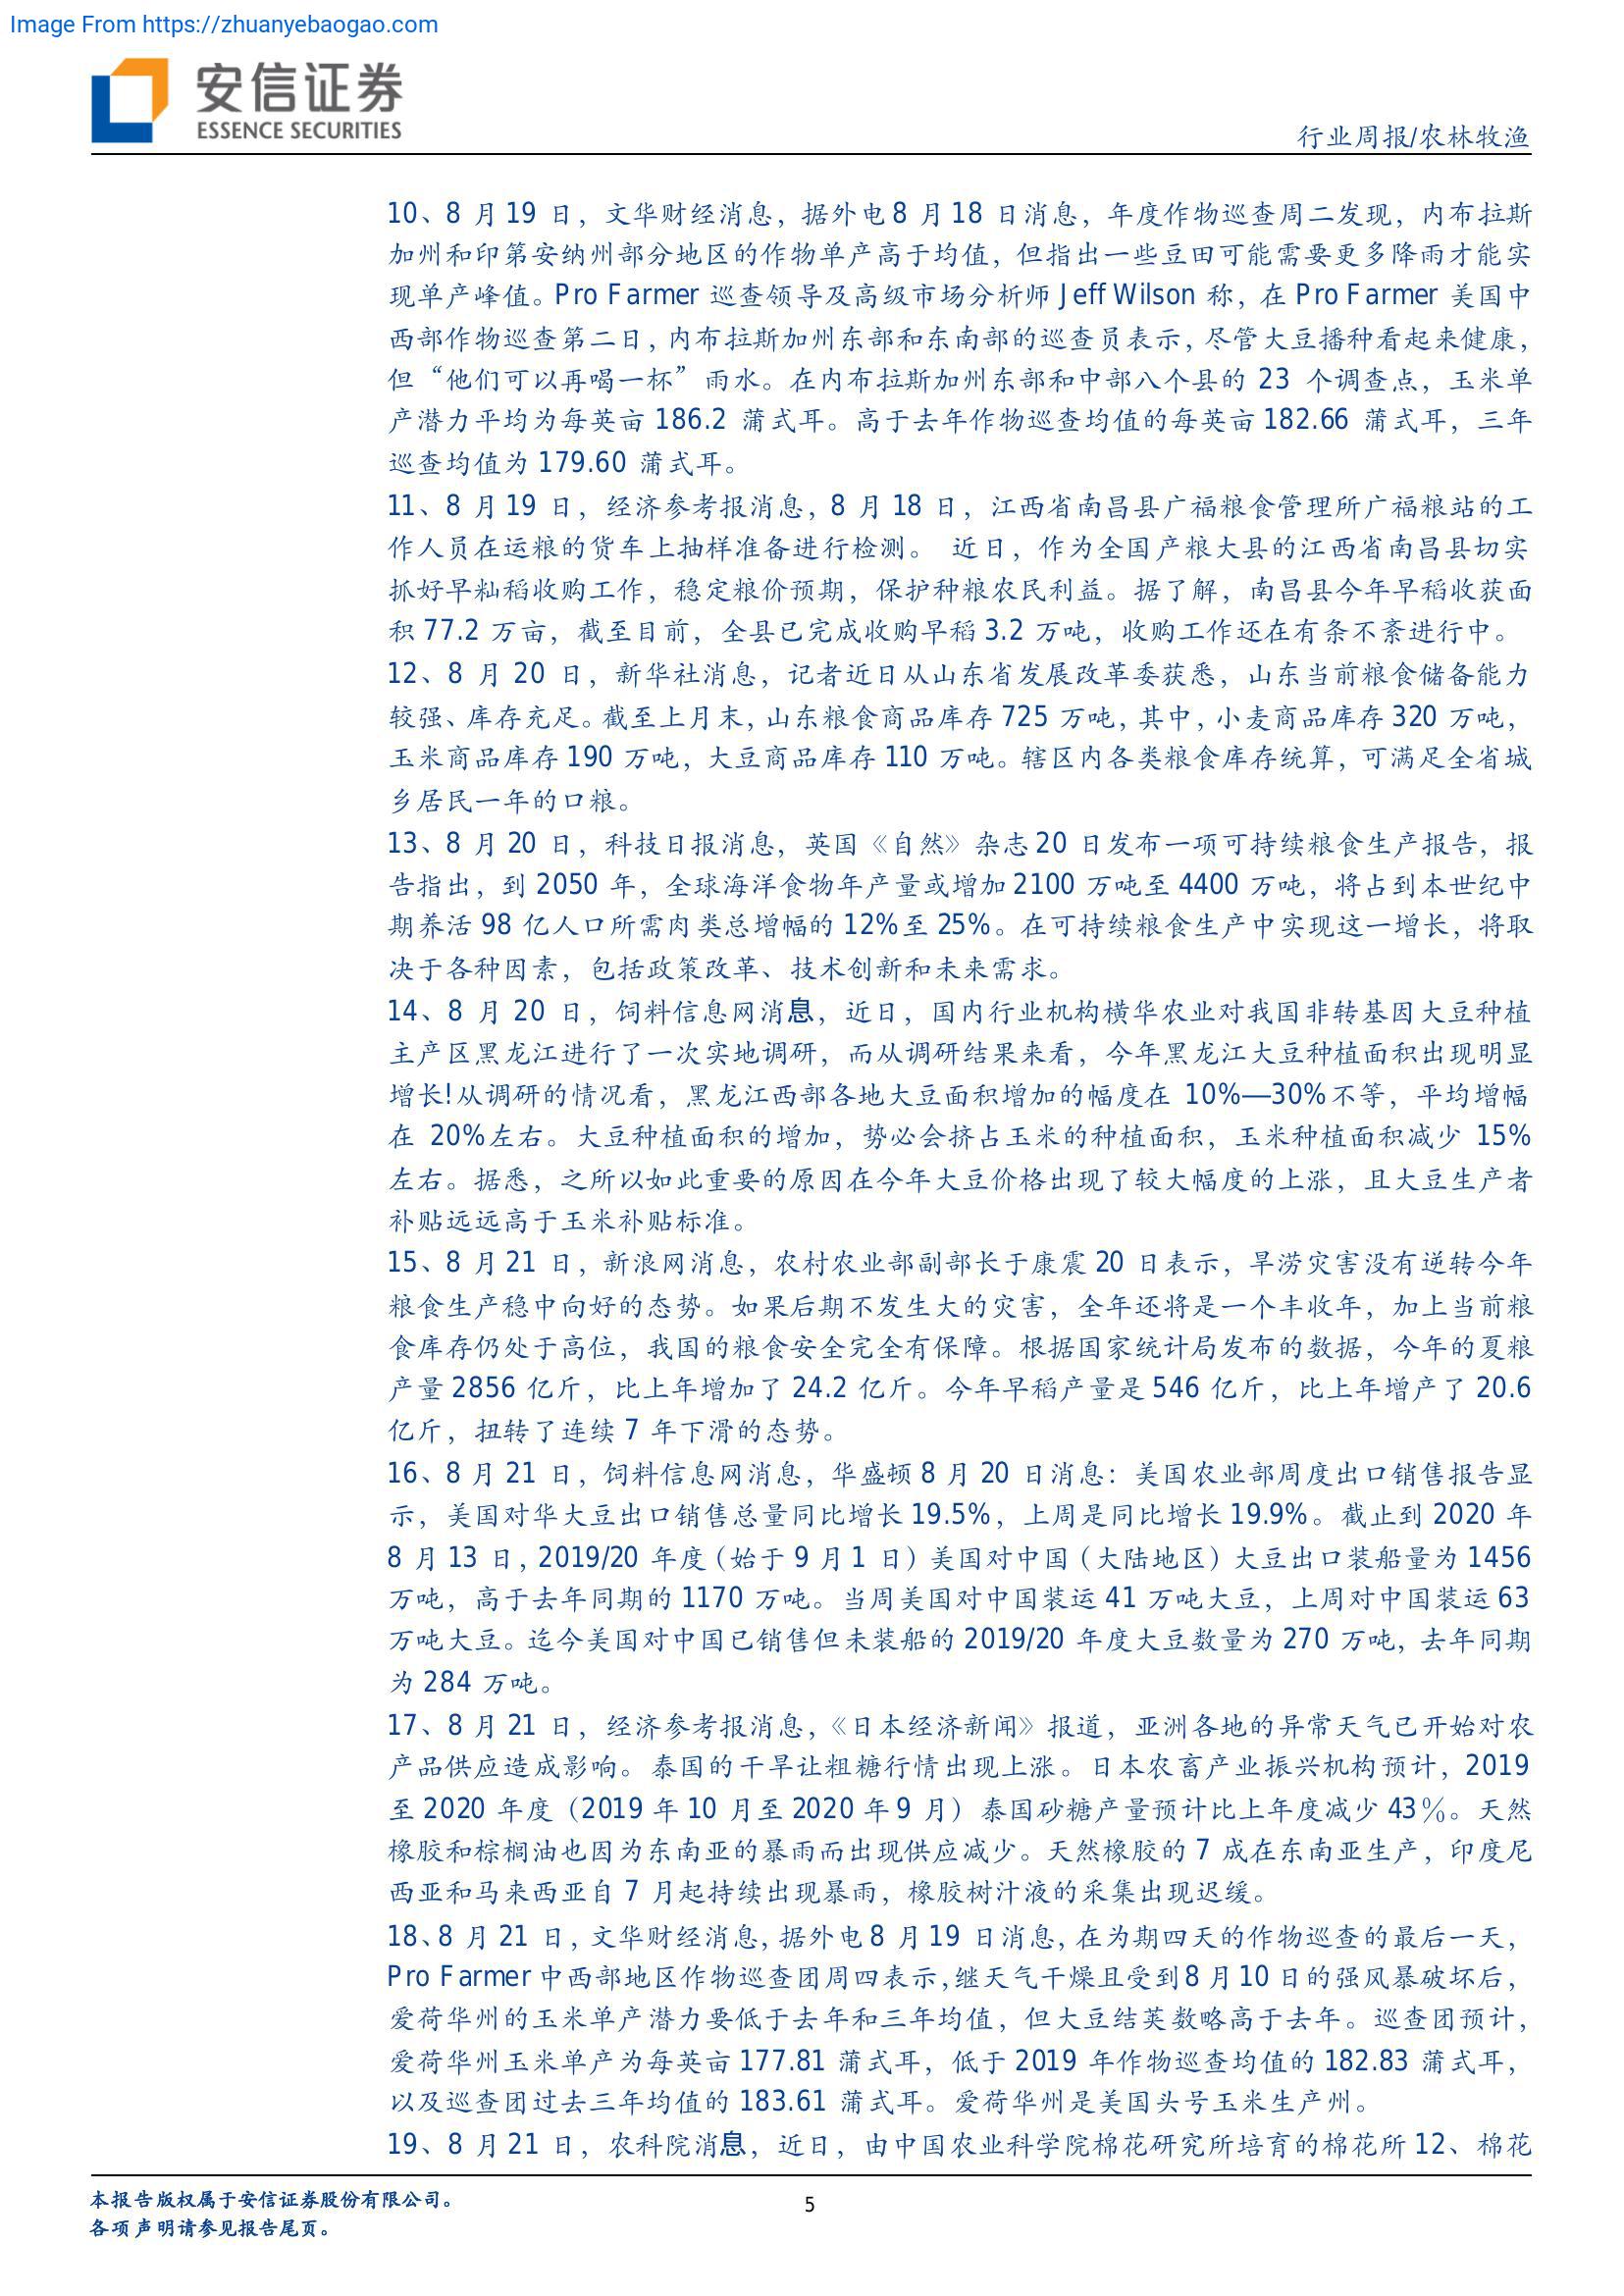 Image From https://zhuanyebaogao.com
安信证券
ESSENCE SECURITIES
行业周报/农林牧渔
10、8 月 19 日，文华财经消息，据外电 8 月 18 日消息，年度作物巡查周二发现，内布拉斯
加州和印第安纳州部分地区的作物单产高于均值，但指出一些豆田可能需要更多降雨才能实
现单产峰值。Pro Farmer 巡查领导及高级市场分析师 Jeff Wilson 称，在 Pro Farmer 美国中
西部作物巡查第二日，内布拉斯加州东部和东南部的巡查员表示，尽管大豆播种看起来健康，
但“他们可以再喝一杯”雨水。在内布拉斯加州东部和中部八个县的 23 个调查点，玉米单
产潜力平均为每英亩 186.2 蒲式耳。高于去年作物巡查均值的每英亩 182.66 蒲式耳，三年
巡查均值为 179.60 蒲式耳。
11、8 月 19 日，经济参考报消息，8 月 18 日，江西省南昌县广福粮食管理所广福粮站的工
作人员在运粮的货车上抽样准备进行检测。 近日，作为全国产粮大县的江西省南昌县切实
抓好早籼稻收购工作，稳定粮价预期，保护种粮农民利益。据了解，南昌县今年早稻收获面
积 77.2 万亩，截至目前，全县已完成收购早稻 3.2 万吨，收购工作还在有条不紊进行中。
12、8 月 20 日，新华社消息，记者近日从山东省发展改革委获悉，山东当前粮食储备能力
较强、库存充足。截至上月末，山东粮食商品库存 725 万吨，其中，小麦商品库存 320 万吨，
玉米商品库存 190 万吨，大豆商品库存 110 万吨。辖区内各类粮食库存统算，可满足全省城
乡居民一年的口粮。
13、8 月 20 日，科技日报消息，英国《自然》杂志 20 日发布一项可持续粮食生产报告，报
告指出，到 2050 年，全球海洋食物年产量或增加 2100 万吨至 4400 万吨，将占到本世纪中
期养活 98 亿人口所需肉类总增幅的 12%至 25%。在可持续粮食生产中实现这一增长，将取
决于各种因素，包括政策改革、技术创新和未来需求。
14、8 月 20 日，饲料信息网消息，近日，国内行业机构横华农业对我国非转基因大豆种植
主产区黑龙江进行了一次实地调研，而从调研结果来看，今年黑龙江大豆种植面积出现明显
增长!从调研的情况看，黑龙江西部各地大豆面积增加的幅度在 10%—30%不等，平均增幅
在 20%左右。大豆种植面积的增加，势必会挤占玉米的种植面积，玉米种植面积减少 15%
左右。据悉，之所以如此重要的原因在今年大豆价格出现了较大幅度的上涨，且大豆生产者
补贴远远高于玉米补贴标准。
15、8 月 21 日，新浪网消息，农村农业部副部长于康震 20 日表示，旱涝灾害没有逆转今年
粮食生产稳中向好的态势。如果后期不发生大的灾害，全年还将是一个丰收年，加上当前粮
食库存仍处于高位，我国的粮食安全完全有保障。根据国家统计局发布的数据，今年的夏粮
产量 2856 亿斤，比上年增加了 24.2 亿斤。今年早稻产量是 546 亿斤，比上年增产了 20.6
亿斤，扭转了连续 7 年下滑的态势。
16、8 月 21 日，饲料信息网消息，华盛顿 8 月 20 日消息：美国农业部周度出口销售报告显
示，美国对华大豆出口销售总量同比增长 19.5%，上周是同比增长 19.9%。截止到 2020 年
8 月 13 日，2019/20 年度（始于 9 月 1 日）美国对中国（大陆地区）大豆出口装船量为 1456
万吨，高于去年同期的 1170 万吨。当周美国对中国装运 41 万吨大豆，上周对中国装运 63
万吨大豆。迄今美国对中国已销售但未装船的 2019/20 年度大豆数量为 270 万吨，去年同期
为 284 万吨。
17、8 月 21 日，经济参考报消息，《日本经济新闻》报道，亚洲各地的异常天气已开始对农
产品供应造成影响。泰国的干旱让粗糖行情出现上涨。日本农畜产业振兴机构预计，2019
至 2020 年度（2019 年 10 月至 2020 年 9 月）泰国砂糖产量预计比上年度减少 43％。天然
橡胶和棕榈油也因为东南亚的暴雨而出现供应减少。天然橡胶的 7 成在东南亚生产，印度尼
西亚和马来西亚自 7 月起持续出现暴雨，橡胶树汁液的采集出现迟缓。
18、8 月 21 日，文华财经消息，据外电 8 月 19 日消息，在为期四天的作物巡查的最后一天，
Pro Farmer 中西部地区作物巡查团周四表示，继天气干燥且受到 8 月 10 日的强风暴破坏后，
爱荷华州的玉米单产潜力要低于去年和三年均值，但大豆结荚数略高于去年。巡查团预计，
爱荷华州玉米单产为每英亩 177.81 蒲式耳，低于 2019 年作物巡查均值的 182.83 蒲式耳，
以及巡查团过去三年均值的 183.61 蒲式耳。爱荷华州是美国头号玉米生产州。
19、8 月 21 日，农科院消息，近日，由中国农业科学院棉花研究所培育的棉花所 12、棉花
本报告版权属于安信证券股份有限公司。
5
各项声明请参见报告尾页。